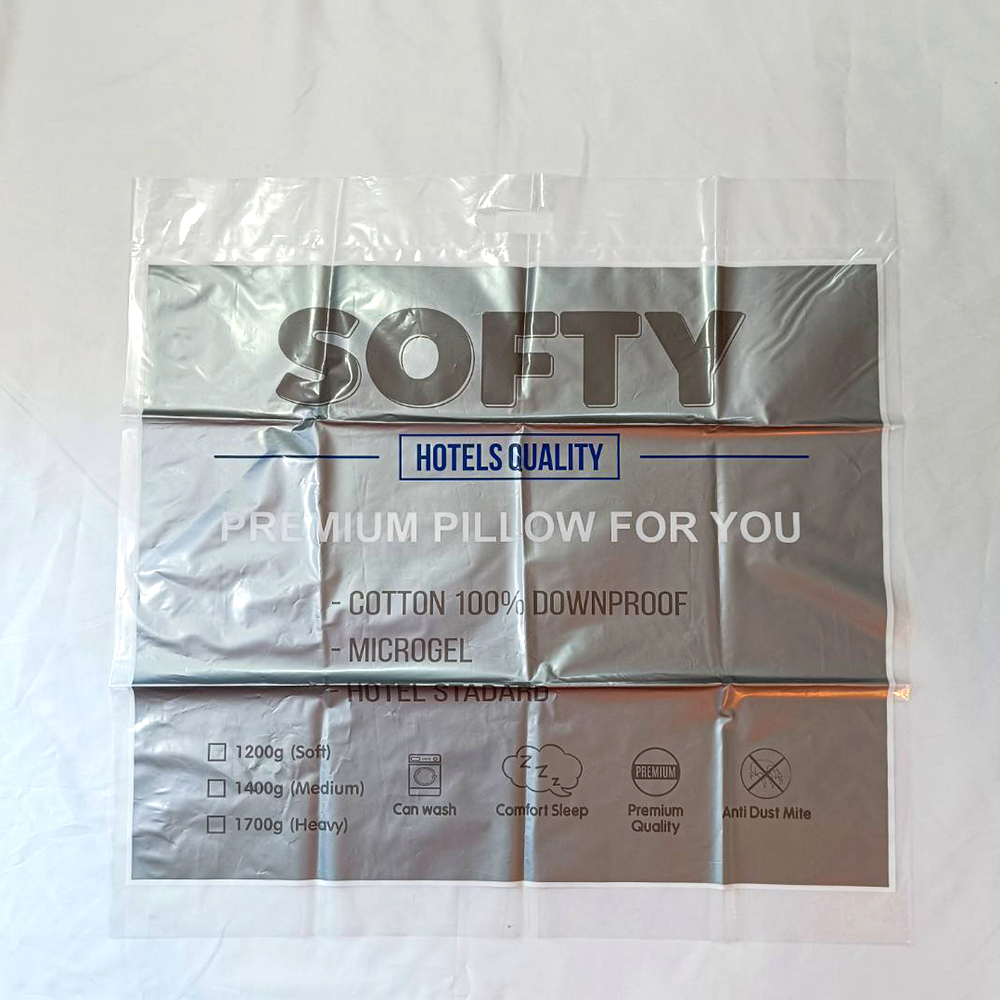 SOFTY
HOTELS QUALITY
PREMIUM PILLOW FOR YOU
- COTTON 100% DOWNPROOF
- MICROGEL
- HOTEL STADARD
1200g (Soft)
1400g (Medium)
1700g (Heavy)
Can wash
Z Z Z Z
Comfort Sleep
PREMIUM
Premium
Quality
Anti Dust Mite